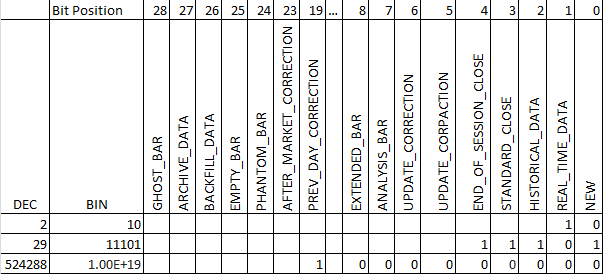 Bit Position 28 27 26 25 24 23 19 ... 8 7 6 5 4 3 2 1 0
DEC BIN GHOST_BAR ARCHIVE_DATA BACKFILL_DATA EMPTY_BAR PHANTOM_BAR AFTER_MARKET_CORRECTION PREV_DAY_CORRECTION EXTENDED_BAR ANALYSIS_BAR UPDATE_CORRECTION UPDATE_CORPACTION END_OF_SESSION_CLOSE STANDARD_CLOSE HISTORICAL_DATA REAL_TIME_DATA NEW
2 10 1 0
29 11101 1 1 1 0 1
524288 1.00E+19 1 0 0 0 0 0 0 0 0 0